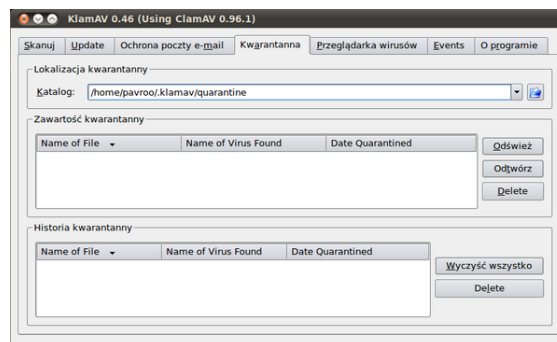 KlamAV 0.46 (Using ClamAV 0.96.1)
Skanuj Update Ochrona poczty e-mail Kwarantanna Przeglądarka wirusów Events O programie
Lokalizacja kwarantanny
Katalog: /home/pavroo/.klamav/quarantine
Zawartość kwarantanny
Name of File Name of Virus Found Date Quarantined
Odśwież
Odtwórz
Delete
Historia kwarantanny
Name of File Name of Virus Found Date Quarantined
Wyczyść wszystko
Delete